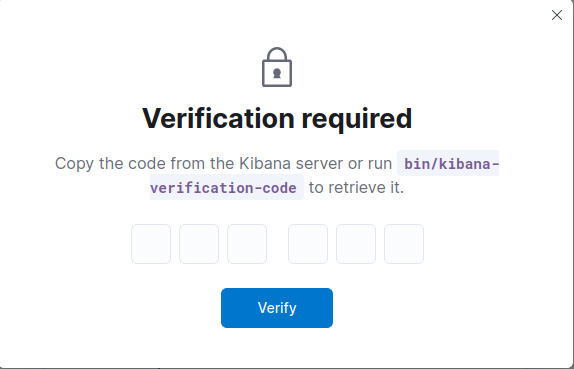 Verification required
Copy the code from the Kibana server or run bin/kibana-
verification-code to retrieve it.
Verify